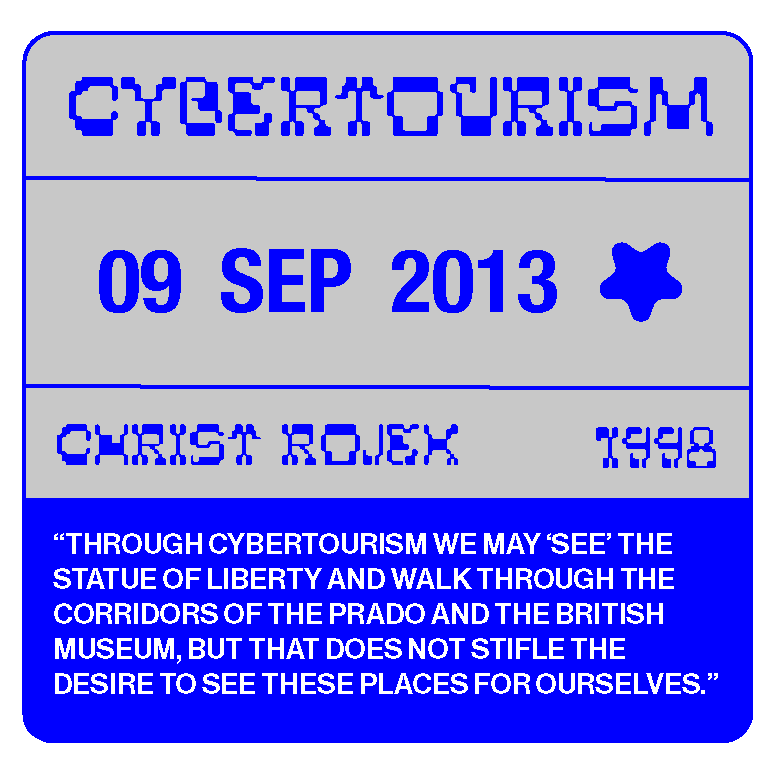 CYBERTOURISM
09 SEP 2013
CHRIST ROJEK 1998
“THROUGH CYBERTOURISM WE MAY ‘SEE’ THE
STATUE OF LIBERTY AND WALK THROUGH THE
CORRIDORS OF THE PRADO AND THE BRITISH
MUSEUM, BUT THAT DOES NOT STIFLE THE
DESIRE TO SEE THESE PLACES FOR OURSELVES.”